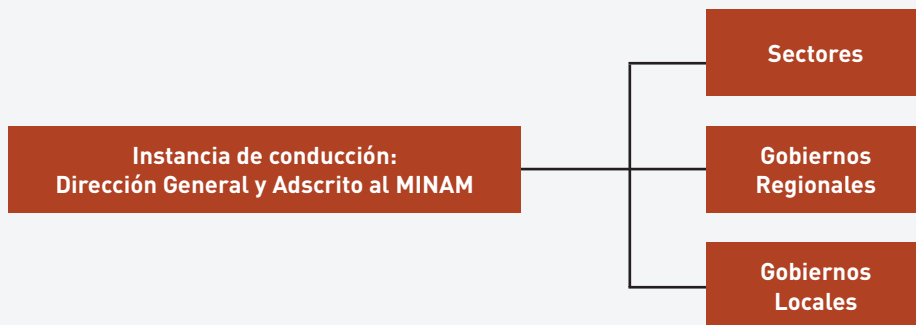 Sectores
Instancia de conducción:
Dirección General y Adscrito al MINAM
Gobiernos
Regionales
Gobiernos
Locales